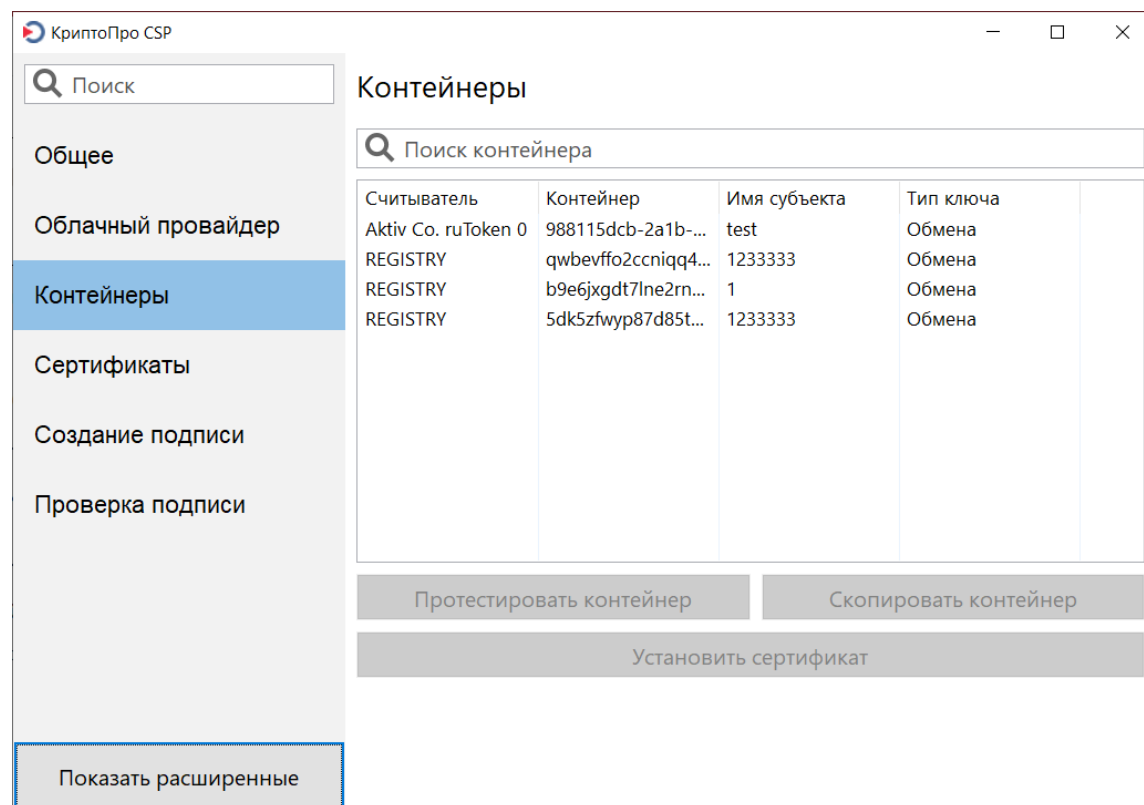 КриптоПро CSP
Поиск
Общее
Облачный провайдер
Контейнеры
Сертификаты
Создание подписи
Проверка подписи
Показать расширенные
Контейнеры
Поиск контейнера
Считыватель Контейнер Имя субъекта Тип ключа
Aktiv Co. ruToken 0 988115dcb-2a1b-... test Обмена
REGISTRY qwbevffo2ccniqq4... 1233333 Обмена
REGISTRY b9e6jxgdt7lne2rn... 1 Обмена
REGISTRY 5dk5zfwyp87d85t... 1233333 Обмена
Протестировать контейнер Скопировать контейнер
Установить сертификат